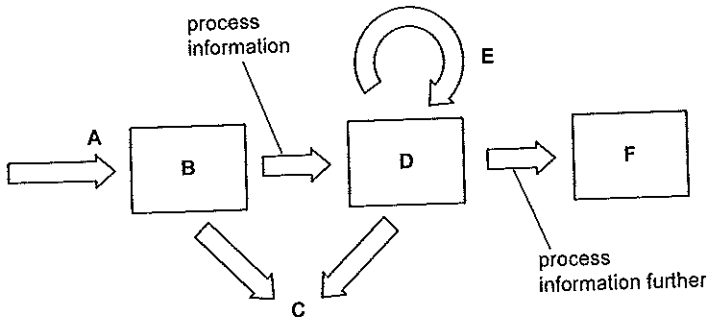 process
information
E
A
B
D
F
C
process
information further